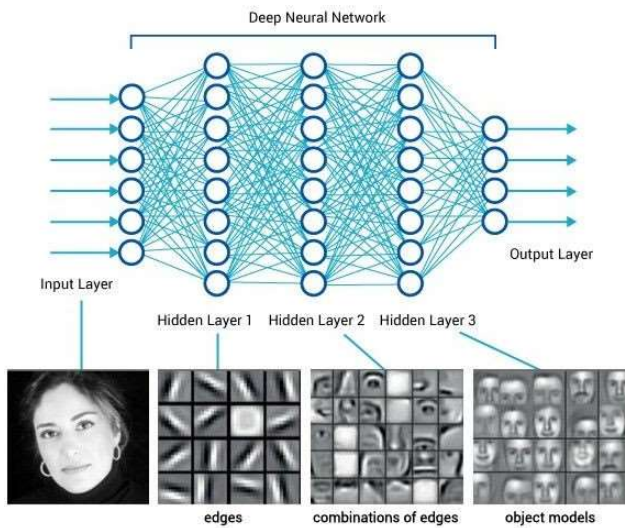 Deep Neural Network
Input Layer
Output Layer
Hidden Layer 1
Hidden Layer 2
Hidden Layer 3
edges
combinations of edges
object models